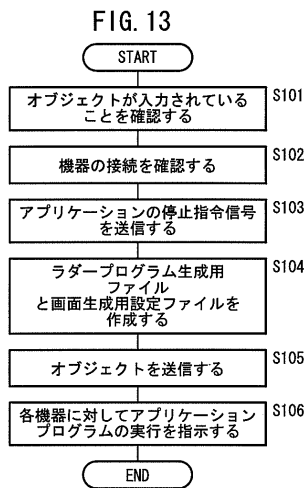 FIG. 13
START
オブジェクトが入力されている
ことを確認する
S101
機器の接続を確認する
S102
アプリケーションの停止指令信号
を送信する
S103
ラダープログラム生成用
ファイル
と画面生成用設定ファイルを
作成する
S104
オブジェクトを送信する
S105
各機器に対してアプリケーション
プログラムの実行を指示する
S106
END